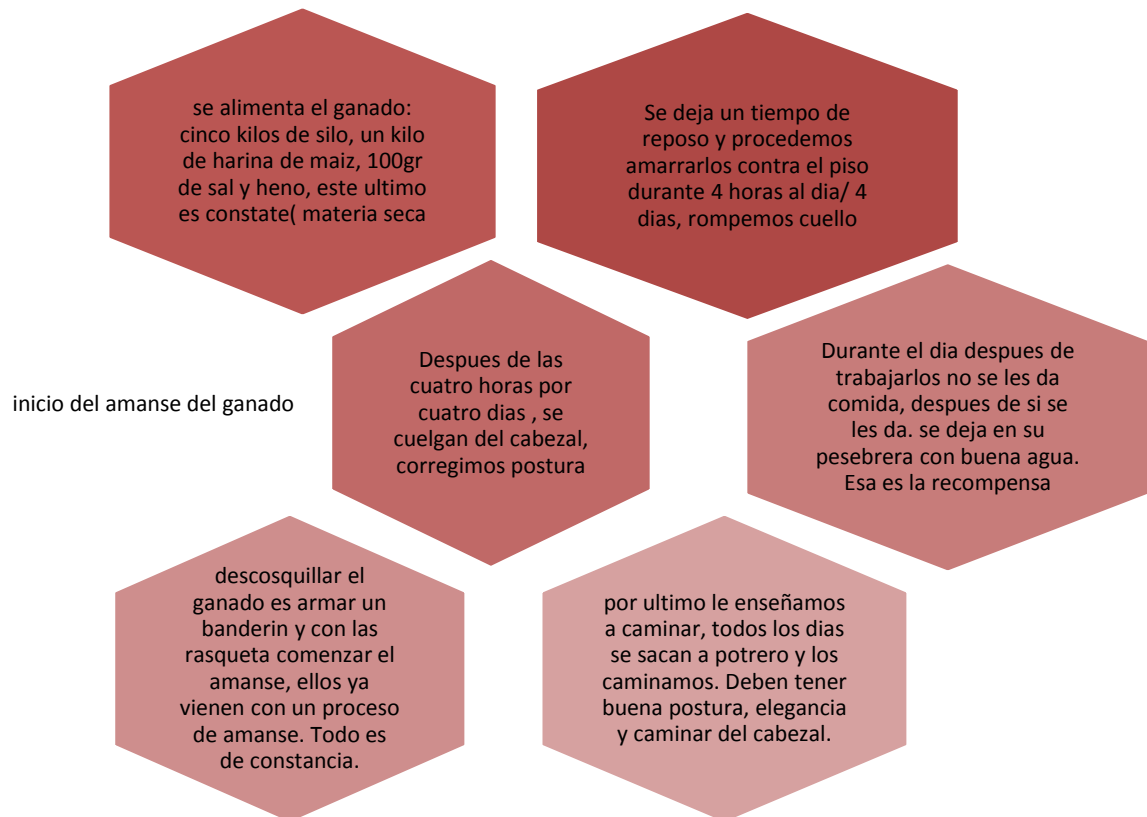 se alimenta el ganado:
cinco kilos de silo, un kilo
de harina de maiz, 100gr
de sal y heno, este ultimo
es constate( materia seca
Se deja un tiempo de
reposo y procedemos
amarrarlos contra el piso
durante 4 horas al dia/ 4
dias, rompemos cuello
inicio del amanse del ganado
Despues de las
cuatro horas por
cuatro dias , se
cuelgan del cabezal,
corregimos postura
Durante el dia despues de
trabajarlos no se les da
comida, despues de si se
les da. se deja en su
pesebrera con buena agua.
Esa es la recompensa
descosquillar el
ganado es armar un
banderin y con las
rasqueta comenzar el
amanse, ellos ya
vienen con un proceso
de amanse. Todo es
de constancia.
por ultimo le enseñamos
a caminar, todos los dias
se sacan a potrero y los
caminamos. Deben tener
buena postura, elegancia
y caminar del cabezal.